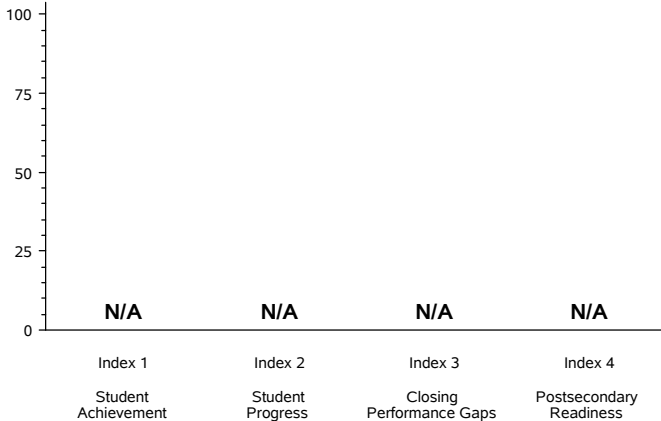 100
75
50
25
0
N/A N/A N/A N/A
Index 1 Index 2 Index 3 Index 4
Student Student Closing Postsecondary
Achievement Progress Performance Gaps Readiness